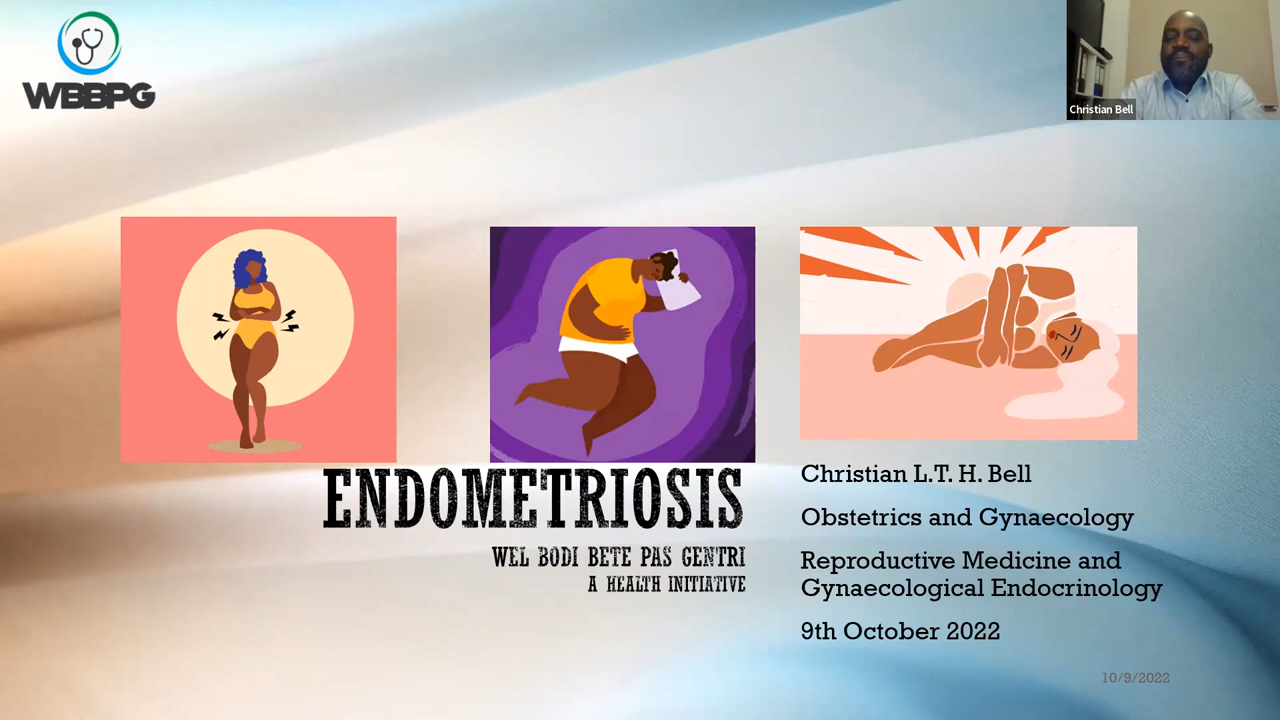 WBBPG
Christian Bell
ENDOMETRIOSIS
WEL BODI BETE PAS GENTRI
A HEALTH INITIATIVE
Christian L.T. H. Bell
Obstetrics and Gynaecology
Reproductive Medicine and
Gynaecological Endocrinology
9th October 2022
10/9/2022